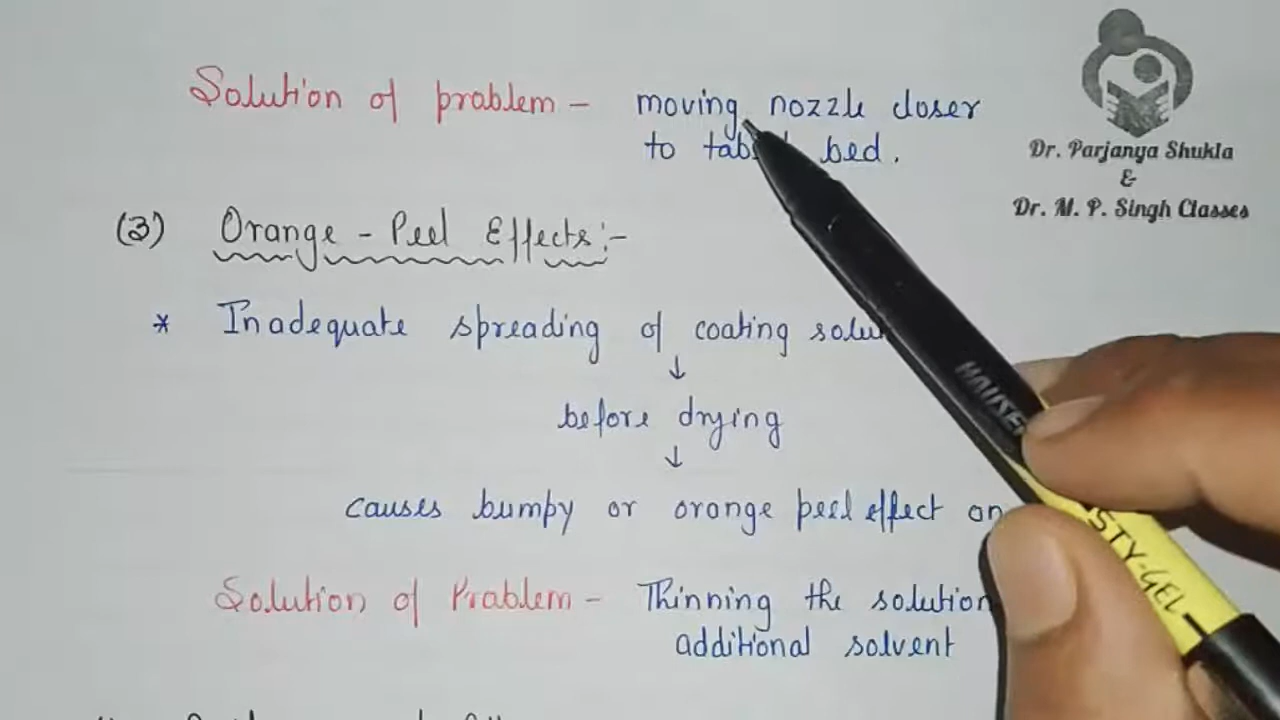 Solution of problem - moving nozzle closer
to bed.
Dr. Parjanya Shukla
&
Dr. M. P. Singh Classes
(3) Orange - Peel Effects :-
* Inadequate spreading of coating
↓
before drying
↓
causes bumpy or orange peel effect on
Solution of Problem - Thinning the solution
additional solvent
HAUSER